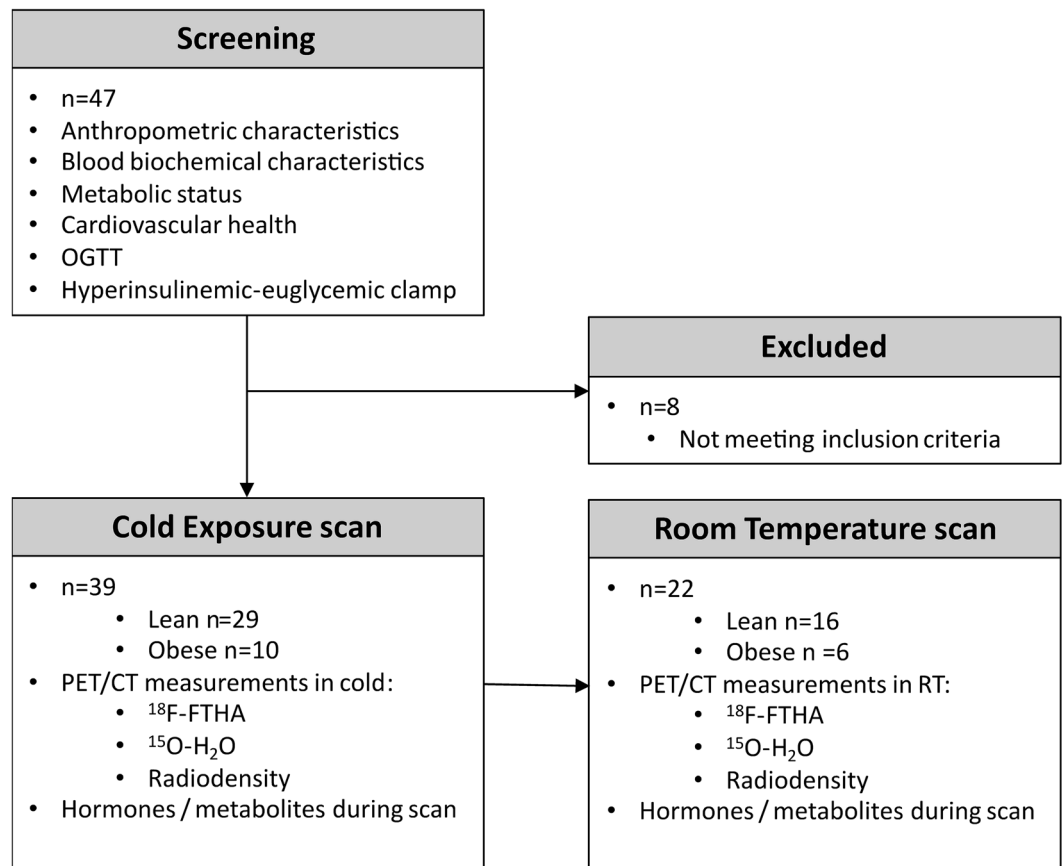 Screening
• n=47
• Anthropometric characteristics
• Blood biochemical characteristics
• Metabolic status
• Cardiovascular health
• OGTT
• Hyperinsulinemic-euglycemic clamp
Excluded
• n=8
• Not meeting inclusion criteria
Cold Exposure scan
• n=39
• Lean n=29
• Obese n=10
• PET/CT measurements in cold:
• ¹⁸F-FTHA
• ¹⁵O-H₂O
• Radiodensity
• Hormones / metabolites during scan
Room Temperature scan
• n=22
• Lean n=16
• Obese n =6
• PET/CT measurements in RT:
• ¹⁸F-FTHA
• ¹⁵O-H₂O
• Radiodensity
• Hormones / metabolites during scan